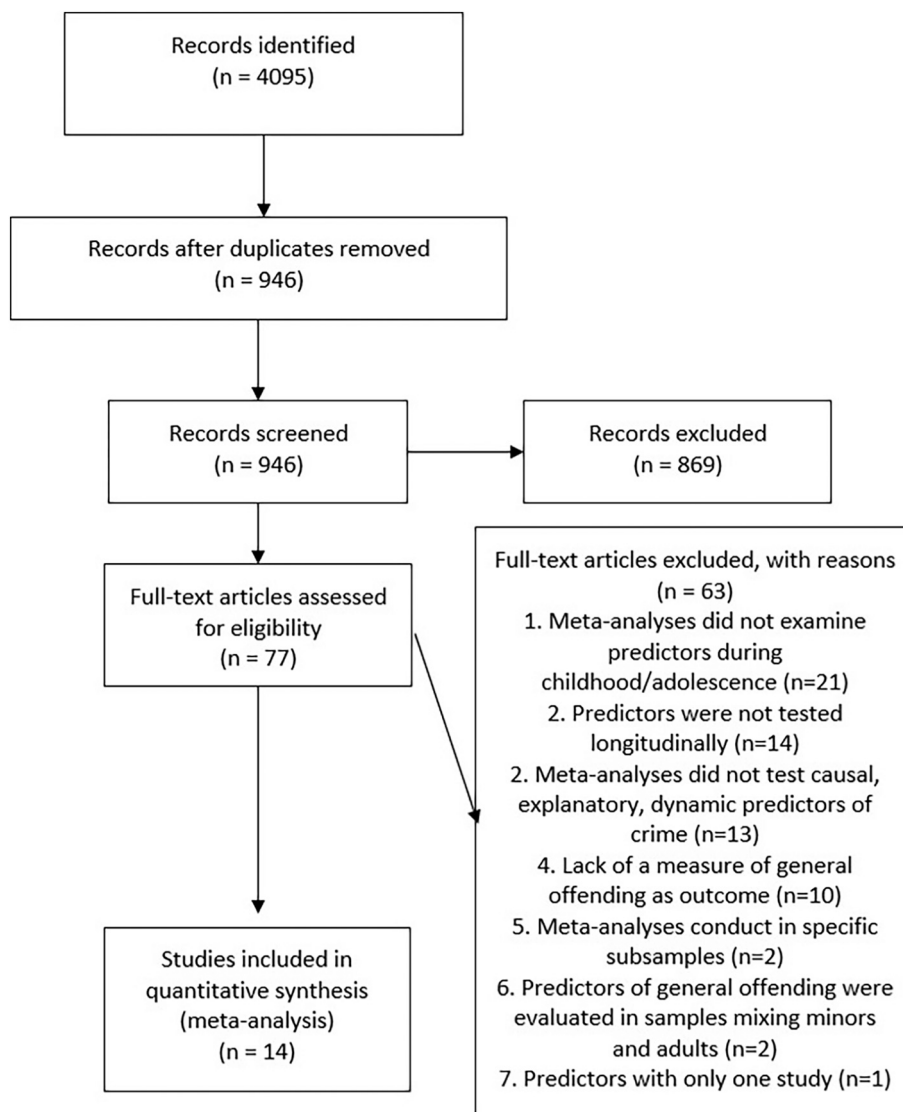 Records identified
(n = 4095)
Records after duplicates removed
(n = 946)
Records screened
(n = 946)
Records excluded
(n = 869)
Full-text articles assessed
for eligibility
(n = 77)
Full-text articles excluded, with reasons
(n = 63)
1. Meta-analyses did not examine
predictors during
childhood/adolescence (n=21)
2. Predictors were not tested
longitudinally (n=14)
2. Meta-analyses did not test causal,
explanatory, dynamic predictors of
crime (n=13)
4. Lack of a measure of general
offending as outcome (n=10)
5. Meta-analyses conduct in specific
subsamples (n=2)
6. Predictors of general offending were
evaluated in samples mixing minors
and adults (n=2)
7. Predictors with only one study (n=1)
Studies included in
quantitative synthesis
(meta-analysis)
(n = 14)